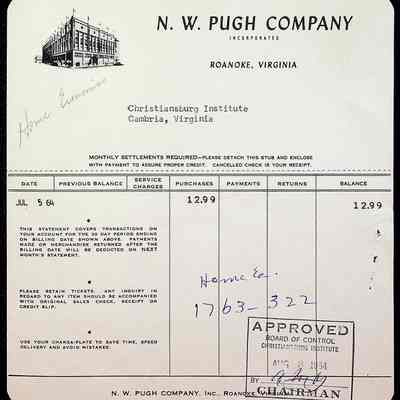 N. W. PUGH COMPANY
INCORPORATED
ROANOKE, VIRGINIA
Home Economics
Christiansburg Institute
Cambria, Virginia
MONTHLY SETTLEMENTS REQUIRED—PLEASE DETACH THIS STUB AND ENCLOSE
WITH PAYMENT TO ASSURE PROPER CREDIT. CANCELLED CHECK IS YOUR RECEIPT.
DATE PREVIOUS BALANCE SERVICE CHARGES PURCHASES PAYMENTS RETURNS BALANCE
JUL 5 64 12.99 12.99
THIS STATEMENT COVERS TRANSACTIONS ON
YOUR ACCOUNT FOR THE 30 DAY PERIOD ENDING
ON BILLING DATE SHOWN ABOVE. PAYMENTS
MADE OR MERCHANDISE RETURNED AFTER THE
BILLING DATE WILL BE DEDUCTED ON NEXT
MONTH'S STATEMENT.
Home Ec.
1763-322
PLEASE RETAIN TICKETS. ANY INQUIRY IN
REGARD TO ANY ITEM SHOULD BE ACCOMPANIED
WITH ORIGINAL SALES CHECK, RECEIPT OR
CREDIT SLIP.
USE YOUR CHARGA-PLATE TO SAVE TIME, SPEED
DELIVERY AND AVOID MISTAKES.
APPROVED
BOARD OF CONTROL
CHRISTIANSBURG INSTITUTE
AUG 1964
BY
CHAIRMAN
N. W. PUGH COMPANY, INC., ROANOKE, VIRGINIA